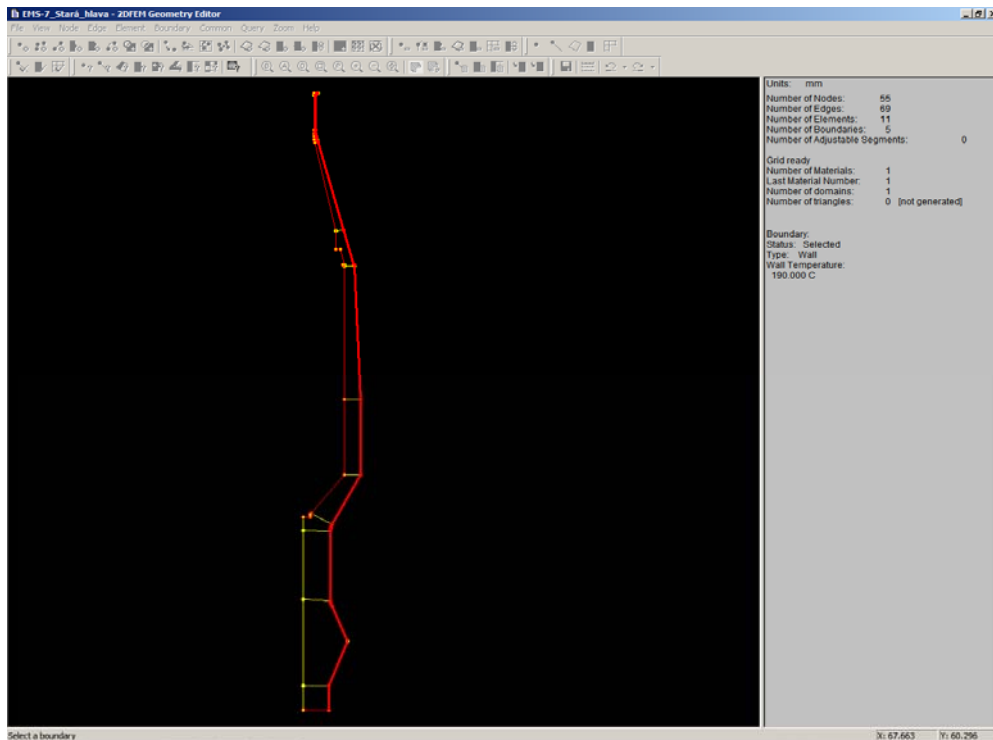 EMS-7_Stará_hlava - 2DFEM Geometry Editor
File View Node Edge Element Boundary Common Query Zoom Help
Units: mm
Number of Nodes: 55
Number of Edges: 69
Number of Elements: 11
Number of Boundaries: 5
Number of Adjustable Segments: 0
Grid ready
Number of Materials: 1
Last Material Number: 1
Number of domains: 1
Number of triangles: 0 [not generated]
Boundary:
Status: Selected
Type: Wall
Wall Temperature:
190.000 C
Select a boundary X: 67.663 Y: 60.296